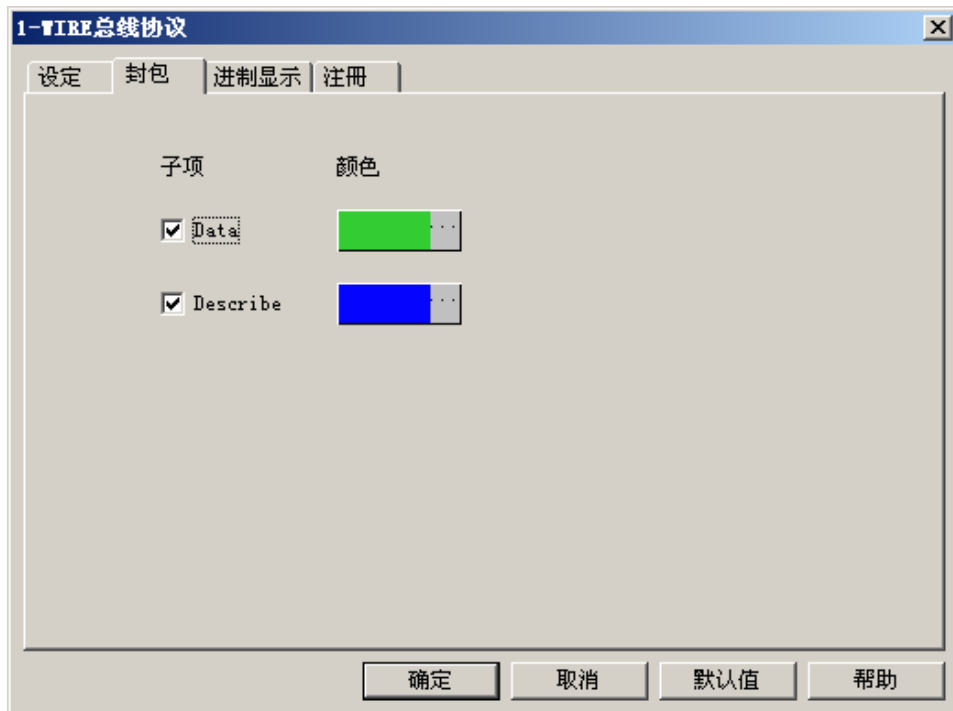 1-WIRE总线协议
设定 封包 进制显示 注冊
子项 颜色
Data ...
Describe ...
确定 取消 默认值 帮助